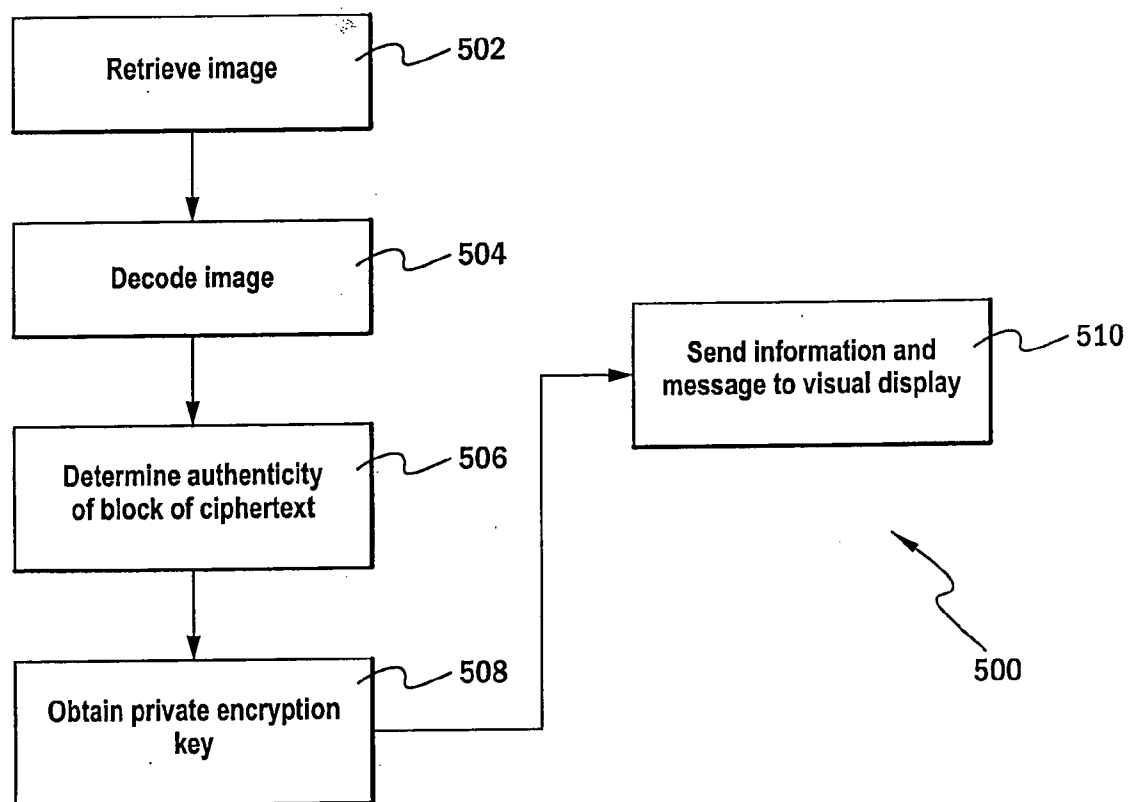 Retrieve image
502
Decode image
504
Determine authenticity
of block of ciphertext
506
Obtain private encryption
key
508
Send information and
message to visual display
510
500